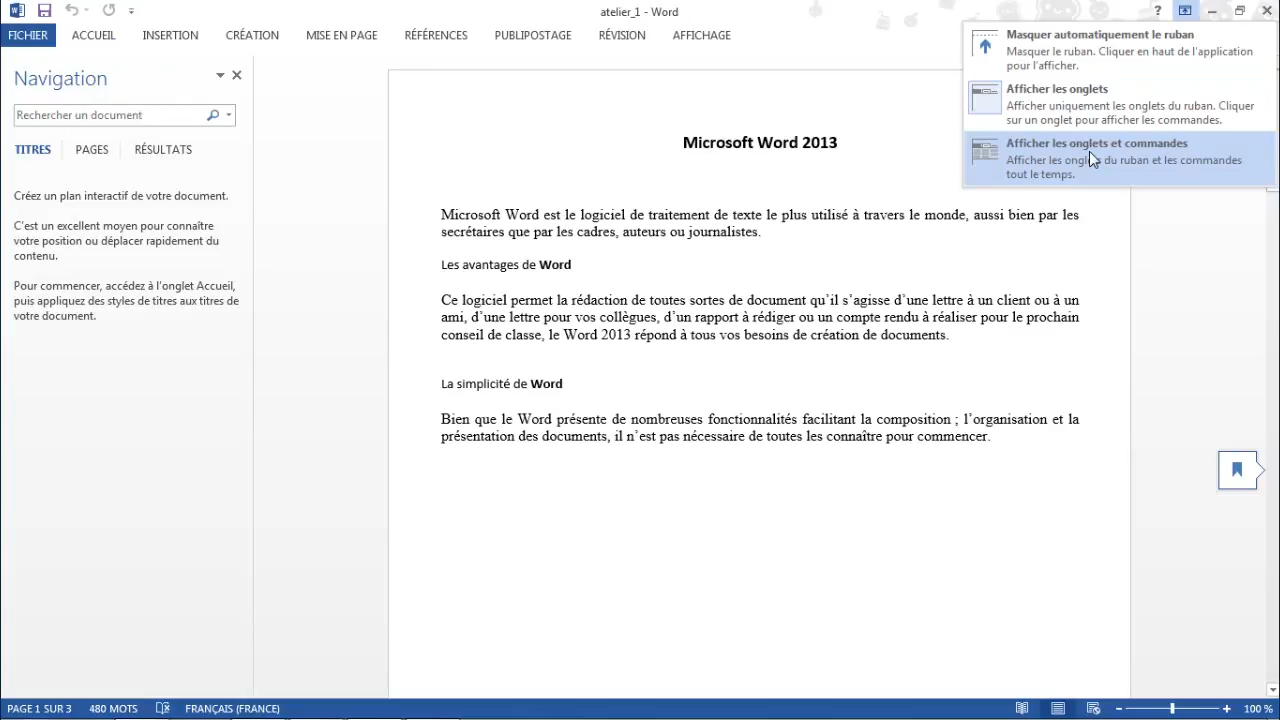 atelier_1 - Word
?
FICHIER ACCUEIL INSERTION CRÉATION MISE EN PAGE RÉFÉRENCES PUBLIPOSTAGE RÉVISION AFFICHAGE
Masquer automatiquement le ruban
Masquer le ruban. Cliquer en haut de l'application
pour l'afficher.
Afficher les onglets
Afficher uniquement les onglets du ruban. Cliquer
sur un onglet pour afficher les commandes.
Afficher les onglets et commandes
Afficher les du ruban et les commandes
tout le temps.
Navigation
Rechercher un document
TITRES PAGES RÉSULTATS
Créez un plan interactif de votre document.
C'est un excellent moyen pour connaître
votre position ou déplacer rapidement du
contenu.
Pour commencer, accédez à l'onglet Accueil,
puis appliquez des styles de titres aux titres de
votre document.
Microsoft Word 2013
Microsoft Word est le logiciel de traitement de texte le plus utilisé à travers le monde, aussi bien par les
secrétaires que par les cadres, auteurs ou journalistes.
Les avantages de Word
Ce logiciel permet la rédaction de toutes sortes de document qu'il s'agisse d'une lettre à un client ou à un
ami, d'une lettre pour vos collègues, d'un rapport à rédiger ou un compte rendu à réaliser pour le prochain
conseil de classe, le Word 2013 répond à tous vos besoins de création de documents.
La simplicité de Word
Bien que le Word présente de nombreuses fonctionnalités facilitant la composition ; l'organisation et la
présentation des documents, il n'est pas nécessaire de toutes les connaître pour commencer.
PAGE 1 SUR 3 480 MOTS FRANÇAIS (FRANCE) 100 %